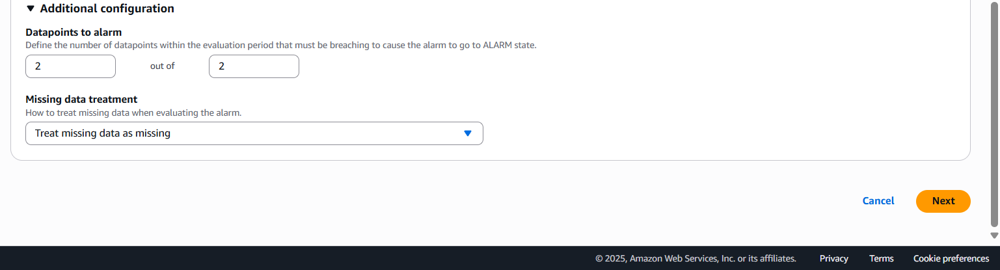 Additional configuration
Datapoints to alarm
Define the number of datapoints within the evaluation period that must be breaching to cause the alarm to go to ALARM state.
2 out of 2
Missing data treatment
How to treat missing data when evaluating the alarm.
Treat missing data as missing
Cancel Next
© 2025, Amazon Web Services, Inc. or its affiliates. Privacy Terms Cookie preferences